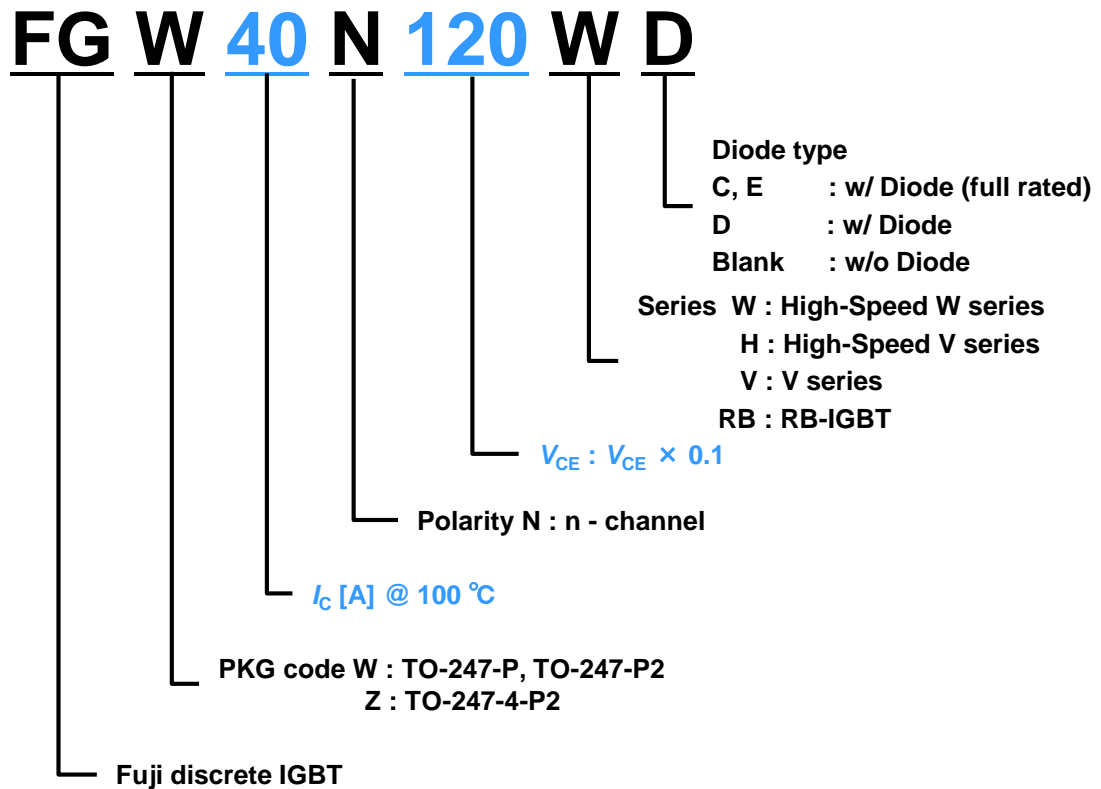 FG W 40 N 120 W D
Diode type
C, E : w/ Diode (full rated)
D : w/ Diode
Blank : w/o Diode
Series W : High-Speed W series
H : High-Speed V series
V : V series
RB : RB-IGBT
VCE : VCE × 0.1
Polarity N : n - channel
IC [A] @ 100 ℃
PKG code W : TO-247-P, TO-247-P2
Z : TO-247-4-P2
Fuji discrete IGBT